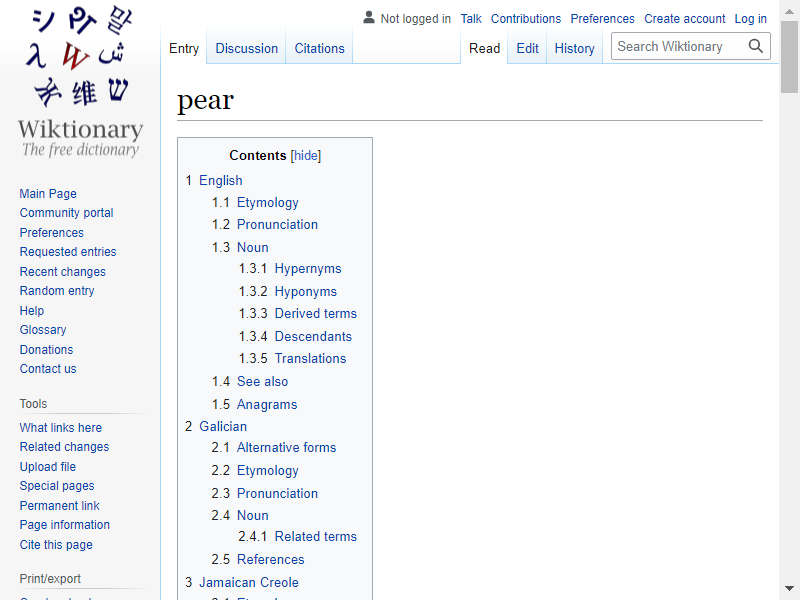 Not logged in Talk Contributions Preferences Create account Log in
Entry Discussion Citations Read Edit History Search Wiktionary
Wiktionary
The free dictionary
Main Page
Community portal
Preferences
Requested entries
Recent changes
Random entry
Help
Glossary
Donations
Contact us
Tools
What links here
Related changes
Upload file
Special pages
Permanent link
Page information
Cite this page
Print/export
pear
Contents [hide]
1 English
1.1 Etymology
1.2 Pronunciation
1.3 Noun
1.3.1 Hypernyms
1.3.2 Hyponyms
1.3.3 Derived terms
1.3.4 Descendants
1.3.5 Translations
1.4 See also
1.5 Anagrams
2 Galician
2.1 Alternative forms
2.2 Etymology
2.3 Pronunciation
2.4 Noun
2.4.1 Related terms
2.5 References
3 Jamaican Creole